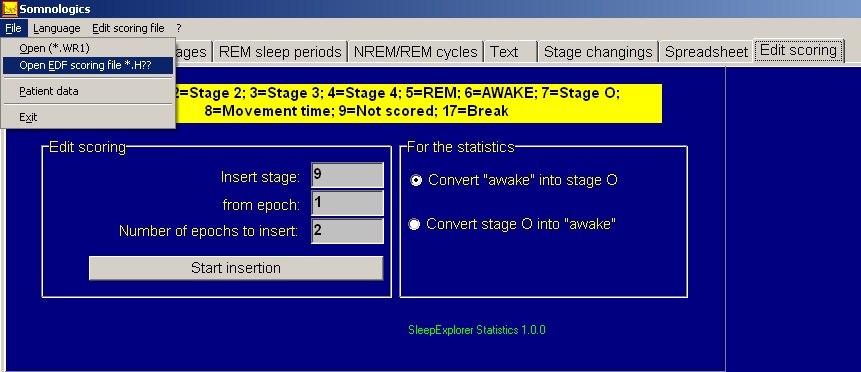 Somnologics
File Language Edit scoring file ?
Open (*.WR1)
Open EDF scoring file *.H??
Patient data
Exit
ages REM sleep periods NREM/REM cycles Text Stage changings Spreadsheet Edit scoring
2=Stage 2; 3=Stage 3; 4=Stage 4; 5=REM; 6=AWAKE; 7=Stage O;
8=Movement time; 9=Not scored; 17=Break
Edit scoring
Insert stage: 9
from epoch: 1
Number of epochs to insert: 2
Start insertion
For the statistics
Convert "awake" into stage O
Convert stage O into "awake"
SleepExplorer Statistics 1.0.0